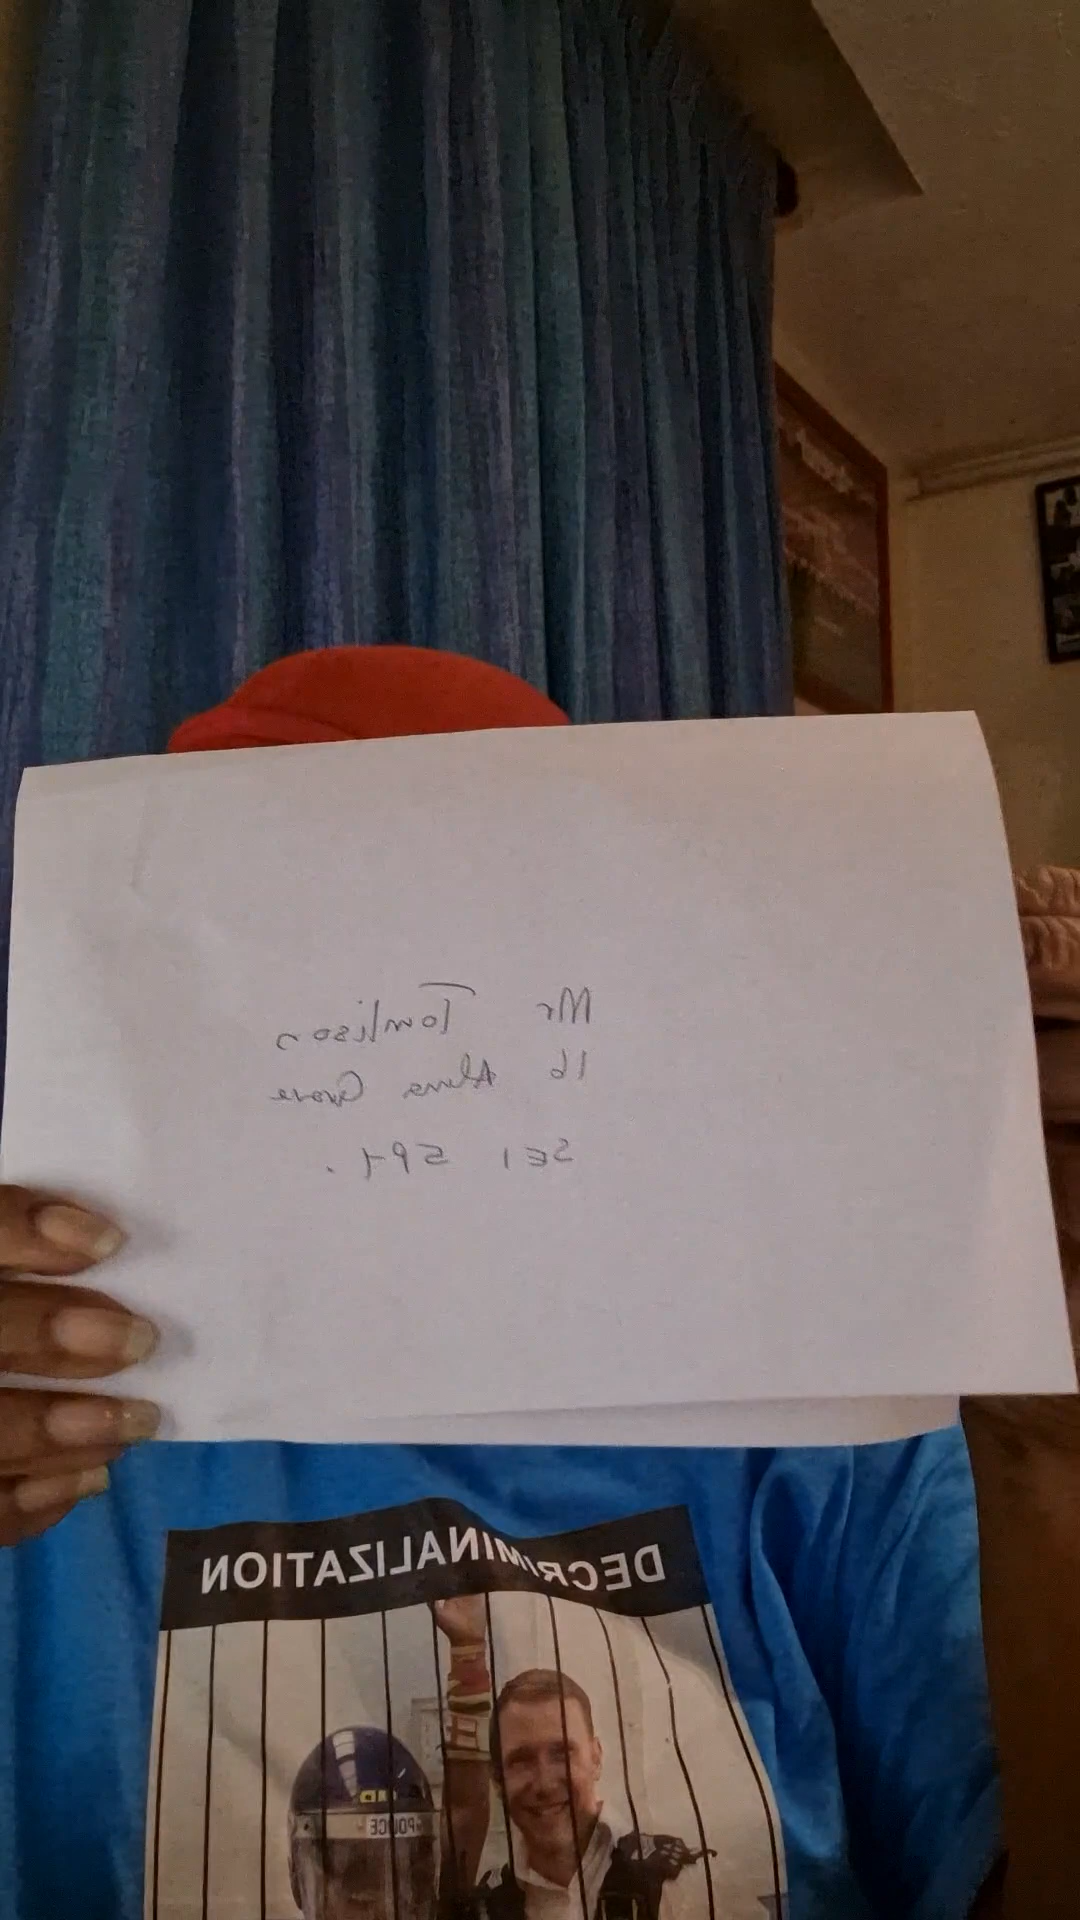 Mr Tomlison
16 Alma Grove
SE1 5PY.
DECRIMINALIZATION
POLICE